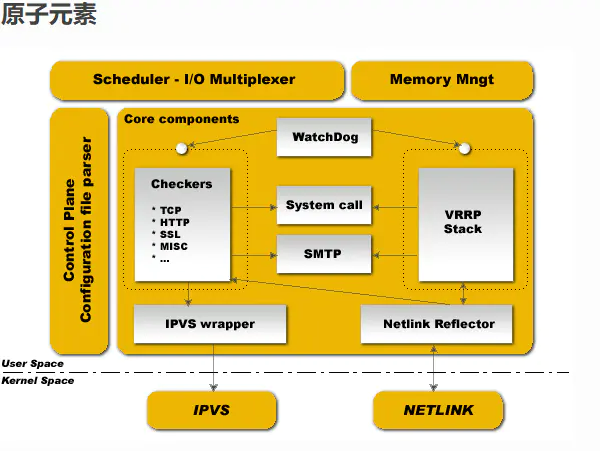 原子元素
Scheduler - I/O Multiplexer
Memory Mngt
Control Plane
Configuration file parser
Core components
WatchDog
Checkers
* TCP
* HTTP
* SSL
* MISC
* ...
System call
SMTP
VRRP
Stack
IPVS wrapper
Netlink Reflector
User Space
Kernel Space
IPVS
NETLINK